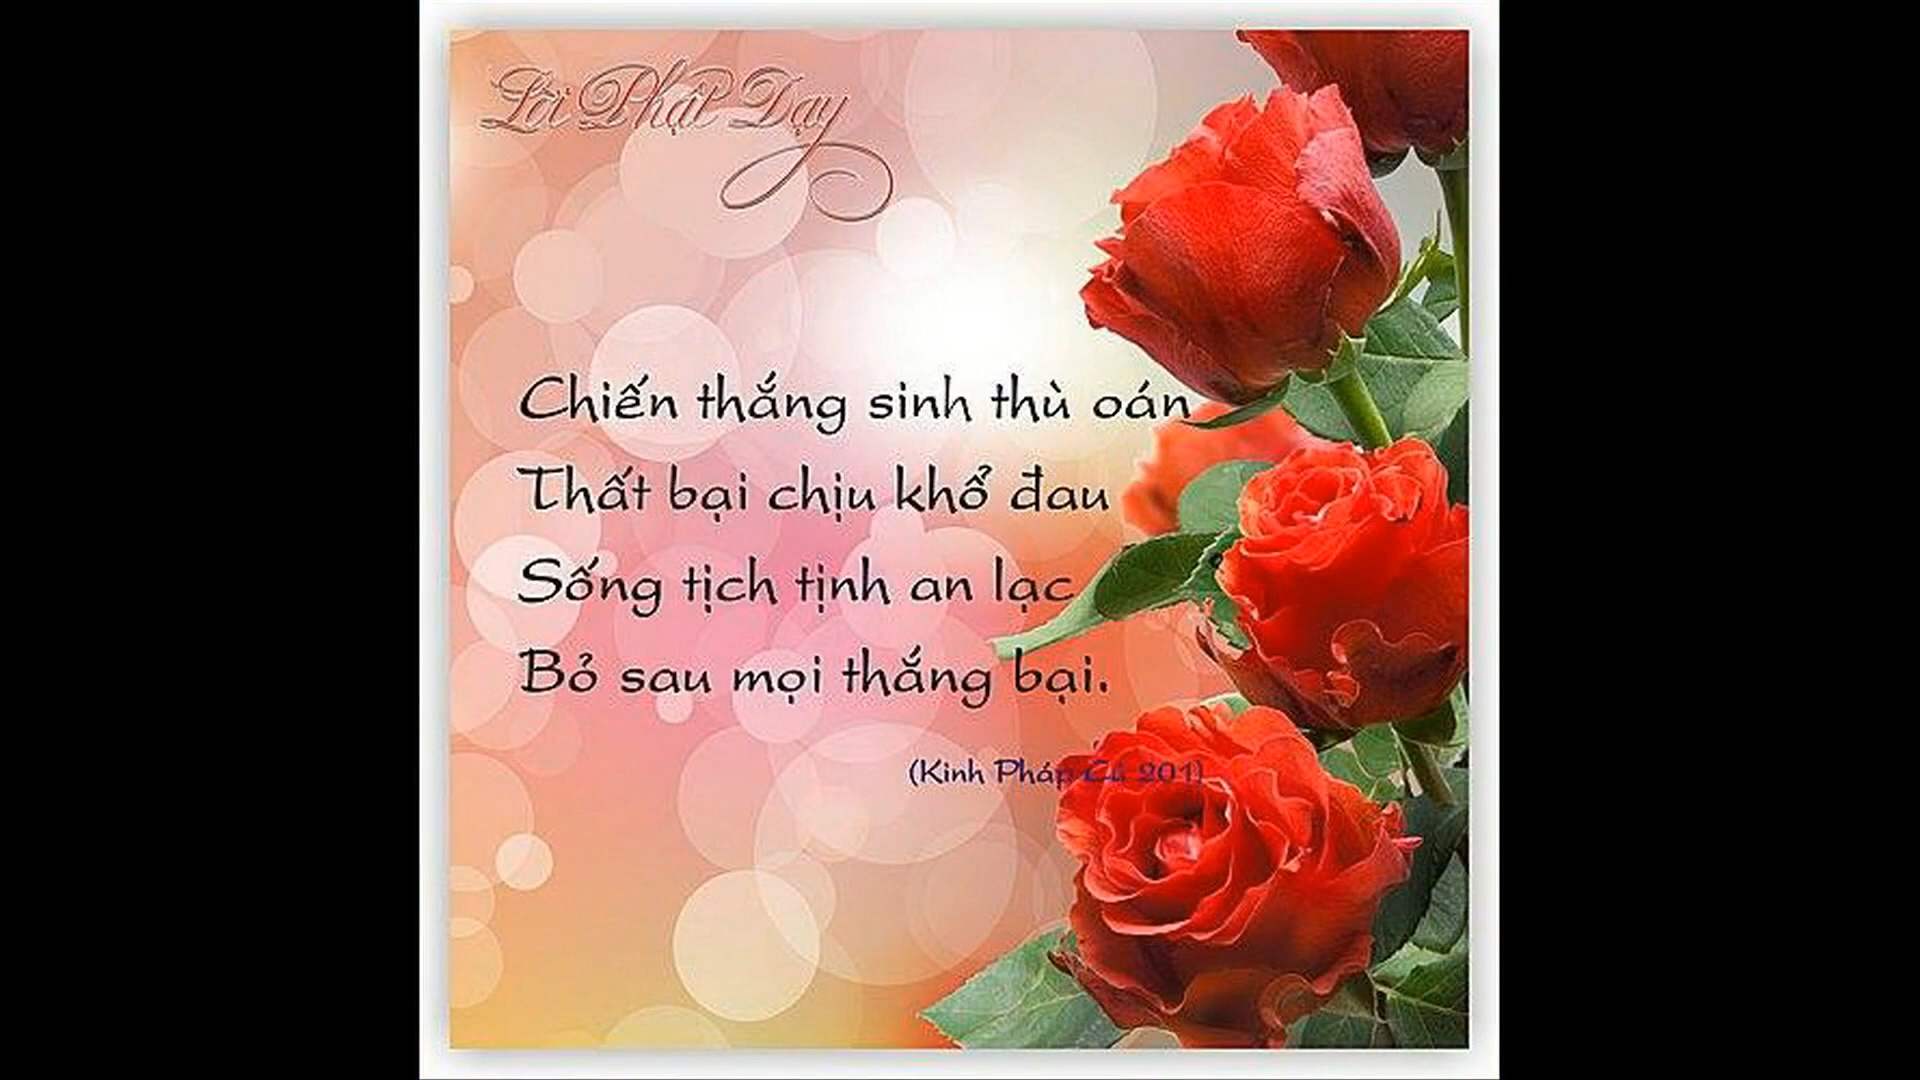 Lời Phật Dạy
Chiến thắng sinh thù oán
Thất bại chịu khổ đau
Sống tịch tịnh an lạc
Bỏ sau mọi thắng bại.
(Kinh Pháp Cú 201)